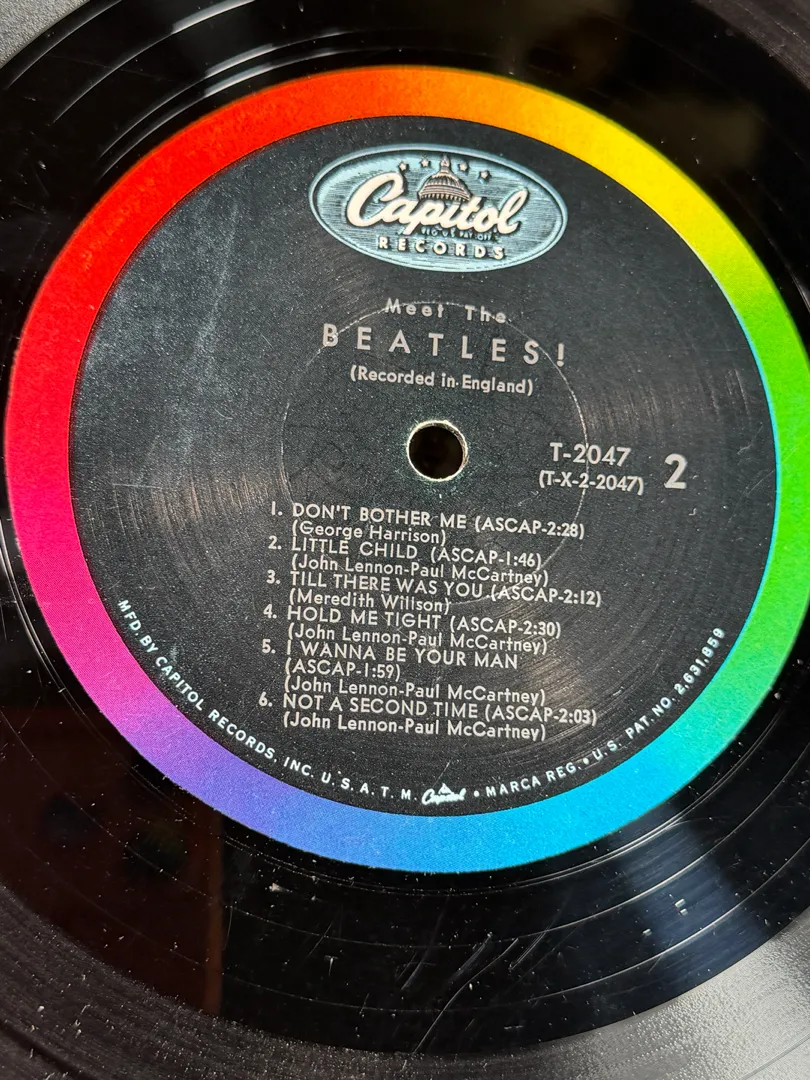 Capitol
REG. U.S. PAT. OFF.
RECORDS
Meet The
BEATLES!
(Recorded in England)
T-2047
(T-X-2-2047)
2
1. DON'T BOTHER ME (ASCAP-2:28)
(George Harrison)
2. LITTLE CHILD (ASCAP-1:46)
(John Lennon-Paul McCartney)
3. TILL THERE WAS YOU (ASCAP-2:12)
(Meredith Willson)
4. HOLD ME TIGHT (ASCAP-2:30)
(John Lennon-Paul McCartney)
5. I WANNA BE YOUR MAN
(ASCAP-1:59)
(John Lennon-Paul McCartney)
6. NOT A SECOND TIME (ASCAP-2:03)
(John Lennon-Paul McCartney)
MFD. BY CAPITOL RECORDS, INC. U.S.A. T.M. Capitol • MARCA REG. • U.S. PAT. NO. 2,631,859